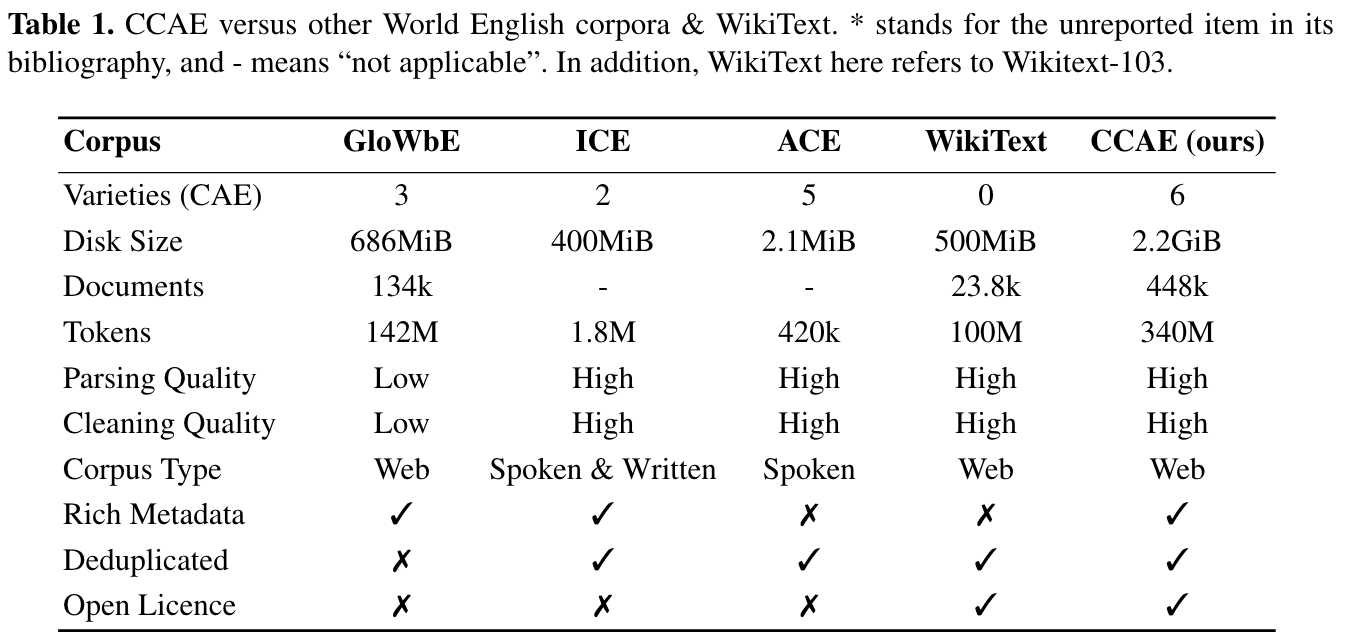 Table 1. CCAE versus other World English corpora & WikiText. * stands for the unreported item in its
bibliography, and - means “not applicable”. In addition, WikiText here refers to Wikitext-103.
Corpus GloWbE ICE ACE WikiText CCAE (ours)
Varieties (CAE) 3 2 5 0 6
Disk Size 686MiB 400MiB 2.1MiB 500MiB 2.2GiB
Documents 134k - - 23.8k 448k
Tokens 142M 1.8M 420k 100M 340M
Parsing Quality Low High High High High
Cleaning Quality Low High High High High
Corpus Type Web Spoken & Written Spoken Web Web
Rich Metadata ✓ ✓ ✗ ✗ ✓
Deduplicated ✗ ✓ ✓ ✓ ✓
Open Licence ✗ ✗ ✗ ✓ ✓